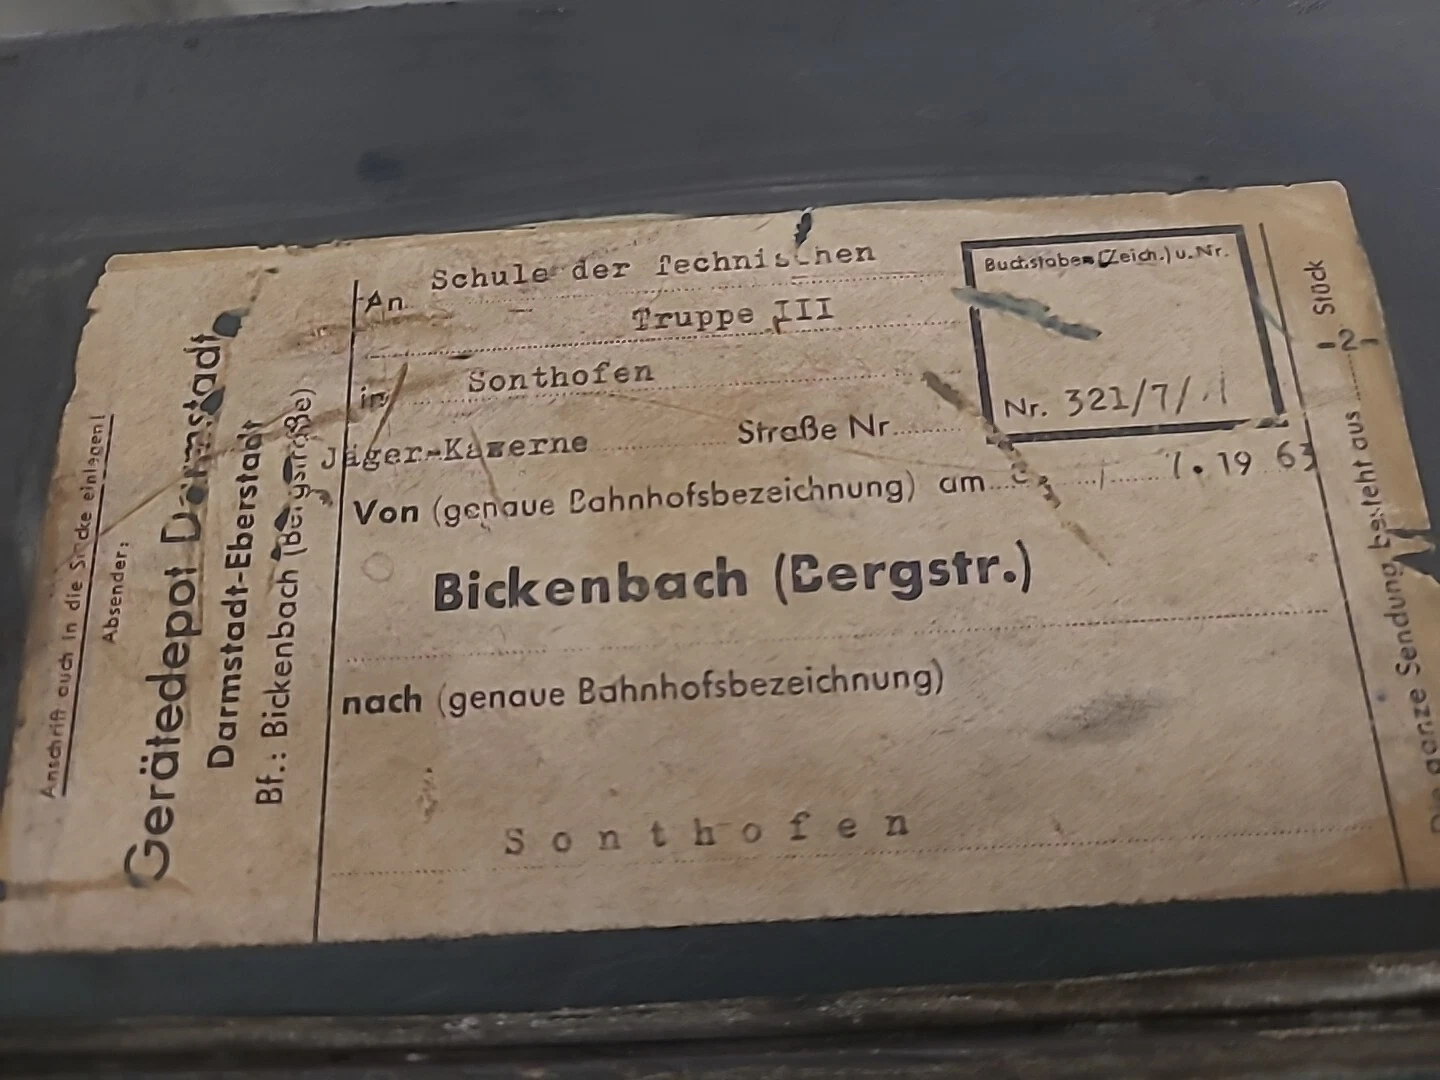 Anschrift auch in die Stücke einlegen!
Absender:
Gerätedepot Darmstadt
Darmstadt-Eberstadt
Bf.: Bickenbach (Bergstraße)
An Schule der Technischen
Truppe III
in Sonthofen
Jäger-Kaserne Straße Nr.
Buchstaben (Zeich.) u. Nr.
Nr. 321/7/
Von (genaue Bahnhofsbezeichnung) am 7. 19 63
Bickenbach (Bergstr.)
nach (genaue Bahnhofsbezeichnung)
Sonthofen
Die ganze Sendung besteht aus -2- Stück